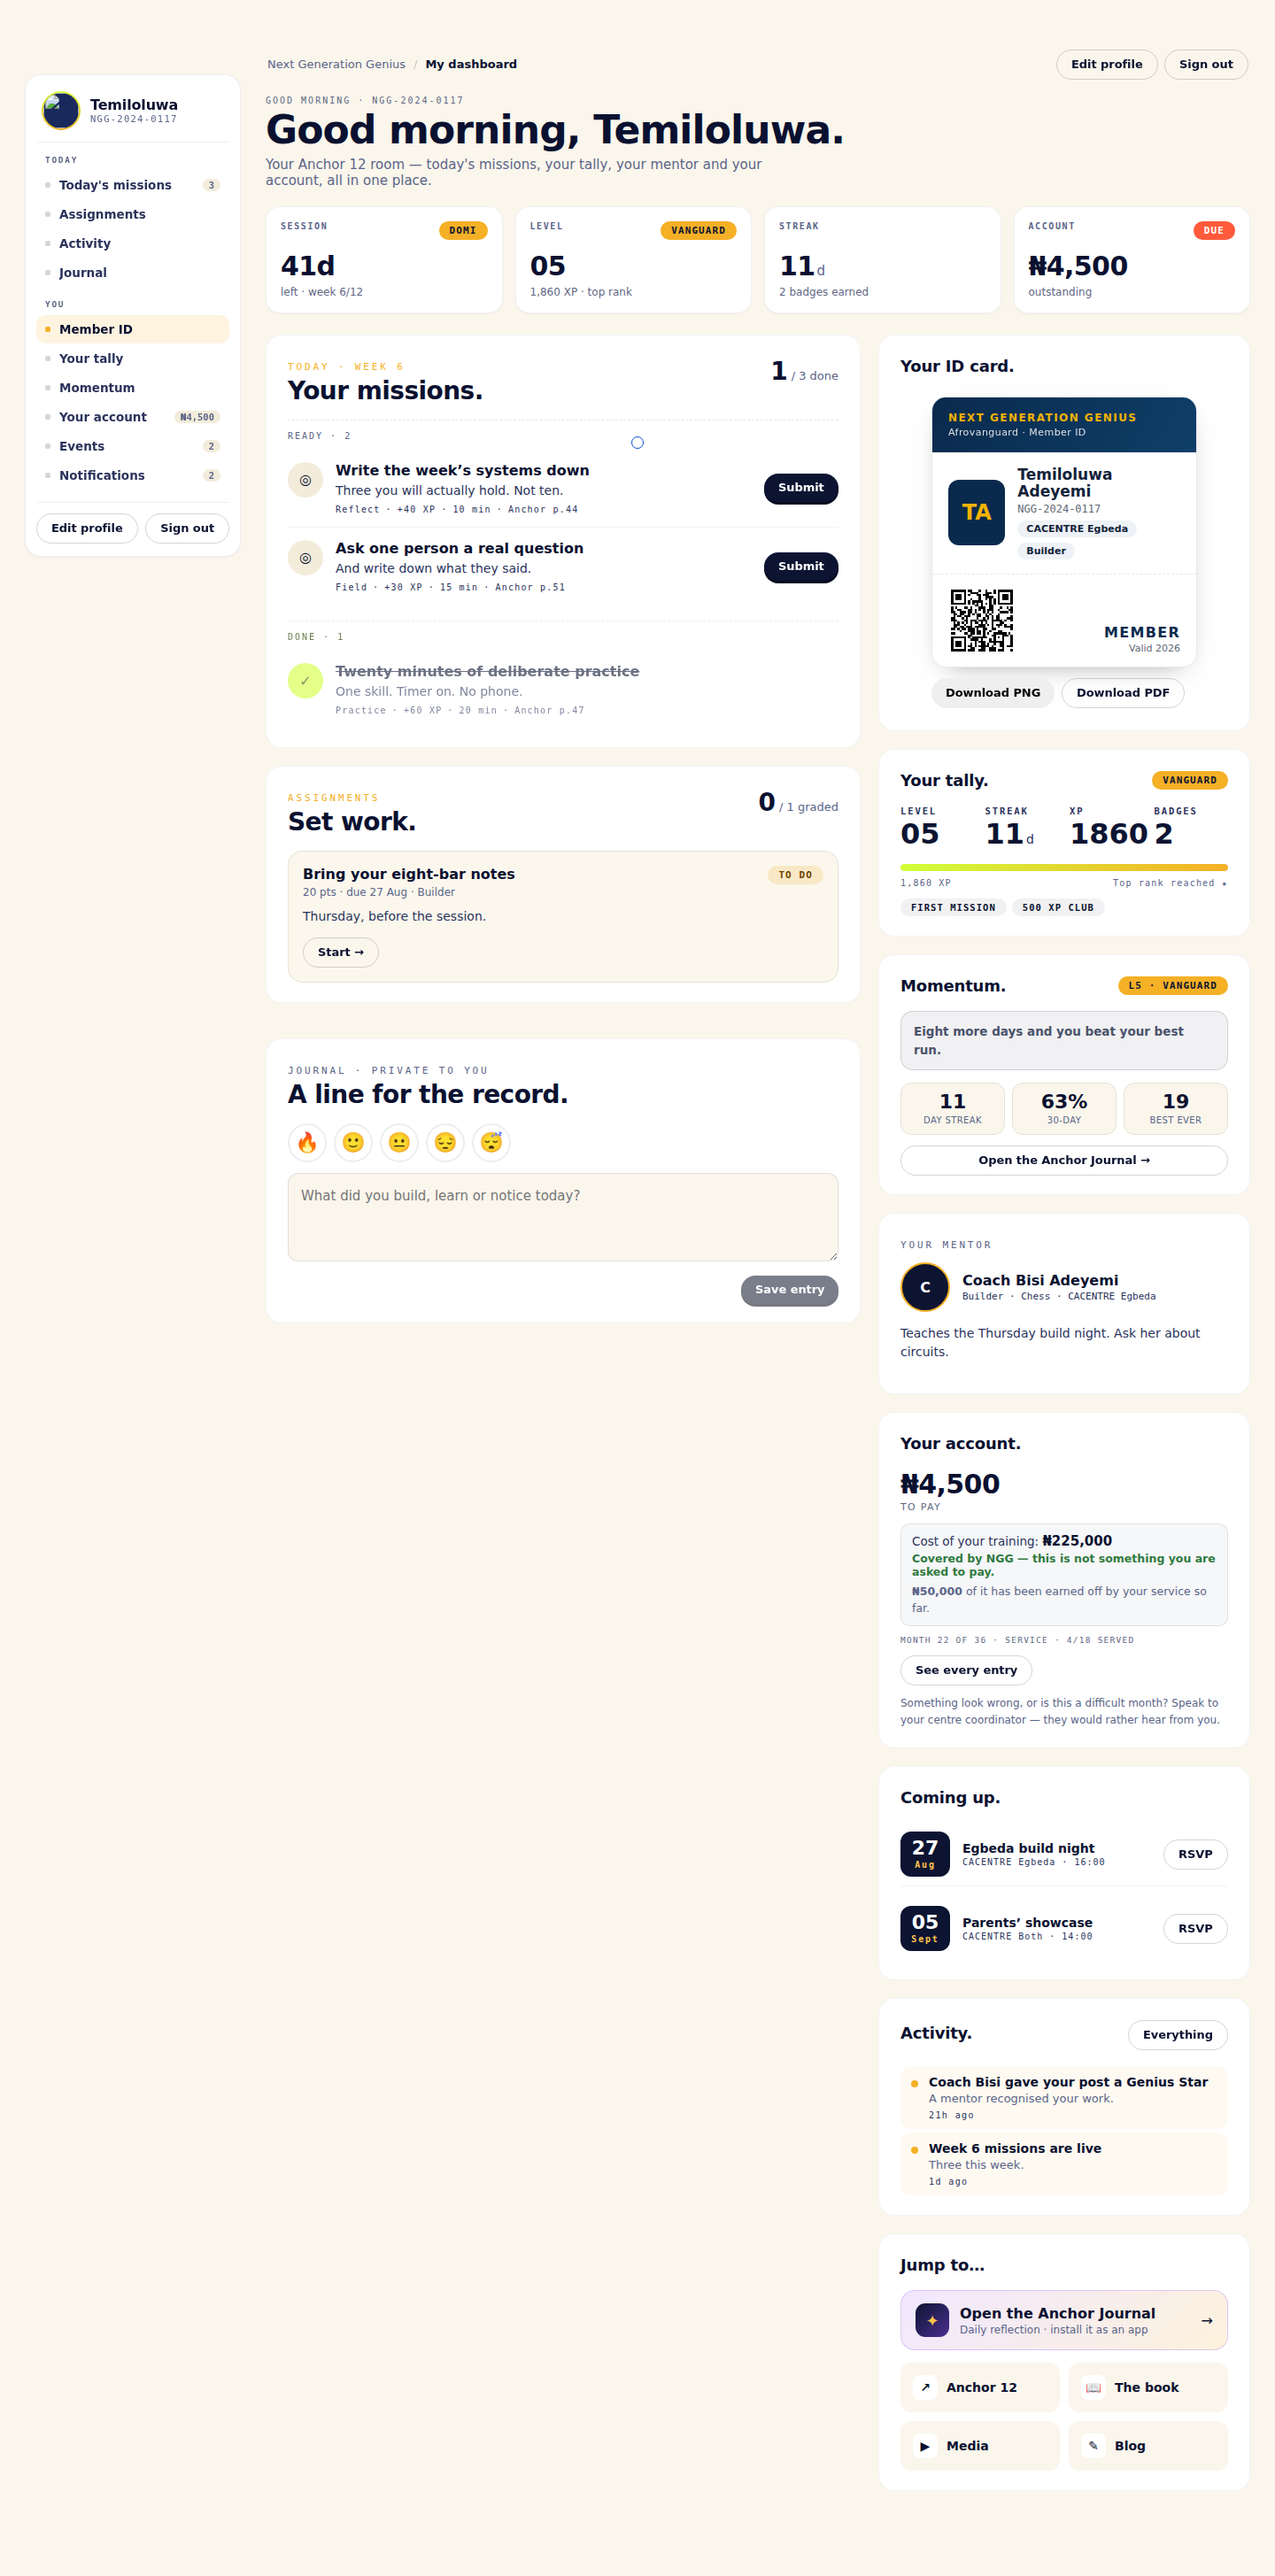 Next Generation Genius / My dashboard
Edit profile
Sign out
Temiloluwa
NGG-2024-0117
TODAY
Today's missions 3
Assignments
Activity
Journal
YOU
Member ID
Your tally
Momentum
Your account ₦4,500
Events 2
Notifications 2
Edit profile
Sign out
GOOD MORNING · NGG-2024-0117
Good morning, Temiloluwa.
Your Anchor 12 room — today's missions, your tally, your mentor and your
account, all in one place.
SESSION DOMI
41d
left · week 6/12
LEVEL VANGUARD
05
1,860 XP · top rank
STREAK
11 d
2 badges earned
ACCOUNT DUE
₦4,500
outstanding
TODAY · WEEK 6
Your missions.
1 / 3 done
READY · 2
◎
Write the week’s systems down
Three you will actually hold. Not ten.
Reflect · +40 XP · 10 min · Anchor p.44
Submit
◎
Ask one person a real question
And write down what they said.
Field · +30 XP · 15 min · Anchor p.51
Submit
DONE · 1
✓
Twenty minutes of deliberate practice
One skill. Timer on. No phone.
Practice · +60 XP · 20 min · Anchor p.47
ASSIGNMENTS
Set work.
0 / 1 graded
Bring your eight-bar notes
TO DO
20 pts · due 27 Aug · Builder
Thursday, before the session.
Start →
JOURNAL · PRIVATE TO YOU
A line for the record.
🔥 🙂 😐 😔 😴
What did you build, learn or notice today?
Save entry
Your ID card.
NEXT GENERATION GENIUS
Afrovanguard · Member ID
TA
Temiloluwa
Adeyemi
NGG-2024-0117
CACENTRE Egbeda
Builder
MEMBER
Valid 2026
Download PNG
Download PDF
Your tally.
VANGUARD
LEVEL STREAK XP BADGES
05 11 d 1860 2
1,860 XP
Top rank reached ★
FIRST MISSION
500 XP CLUB
Momentum.
L5 · VANGUARD
Eight more days and you beat your best
run.
11
DAY STREAK
63%
30-DAY
19
BEST EVER
Open the Anchor Journal →
YOUR MENTOR
C
Coach Bisi Adeyemi
Builder · Chess · CACENTRE Egbeda
Teaches the Thursday build night. Ask her about
circuits.
Your account.
₦4,500
TO PAY
Cost of your training: ₦225,000
Covered by NGG — this is not something you are
asked to pay.
₦50,000 of it has been earned off by your service so
far.
MONTH 22 OF 36 · SERVICE · 4/18 SERVED
See every entry
Something look wrong, or is this a difficult month? Speak to
your centre coordinator — they would rather hear from you.
Coming up.
27
Aug
Egbeda build night
CACENTRE Egbeda · 16:00
RSVP
05
Sept
Parents’ showcase
CACENTRE Both · 14:00
RSVP
Activity.
Everything
Coach Bisi gave your post a Genius Star
A mentor recognised your work.
21h ago
Week 6 missions are live
Three this week.
1d ago
Jump to…
✦
Open the Anchor Journal
Daily reflection · install it as an app
→
↗ Anchor 12
📖 The book
▶ Media
✎ Blog